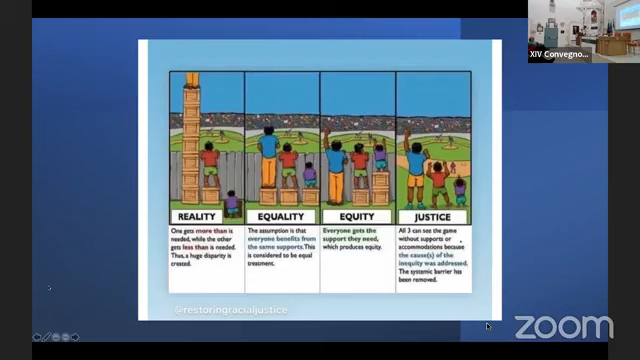 XIV Convegno...
REALITY
One gets more than is
needed, while the other
gets less than is needed.
Thus, a huge disparity is
created.
EQUALITY
The assumption is that
everyone benefits from
the same supports. This
is considered to be equal
treatment.
EQUITY
Everyone gets the
support they need,
which produces equity.
JUSTICE
All 3 can see the game
without supports or
accommodations because
the cause(s) of the
inequity was addressed.
The systemic barrier has
been removed.
@restoringracialjustice
zoom